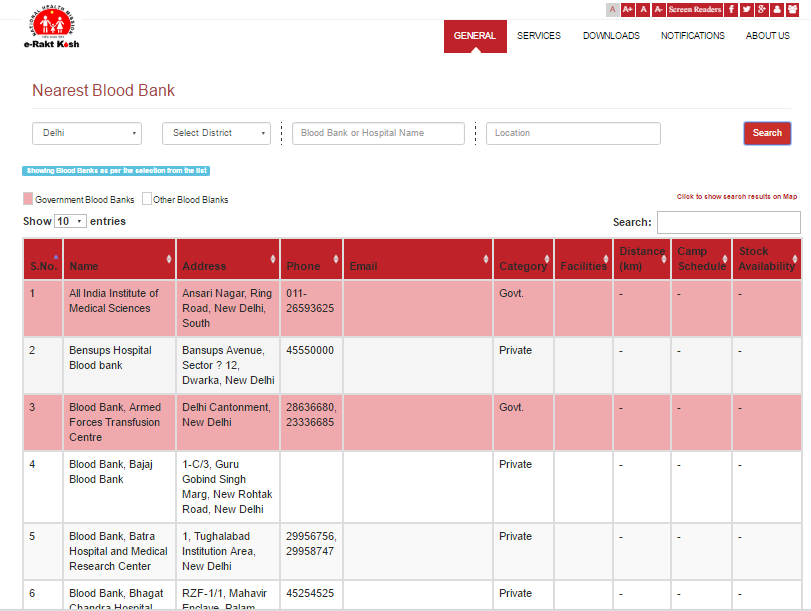 A A+ A A- Screen Readers
NATIONAL HEALTH MISSION
e-Rakt Kosh
GENERAL SERVICES DOWNLOADS NOTIFICATIONS ABOUT US
Nearest Blood Bank
Delhi Select District Blood Bank or Hospital Name Location Search
Showing Blood Banks as per the selection from the list
Government Blood Banks Other Blood Blanks
Click to show search results on Map
Show 10 entries
Search:
S.No. Name Address Phone Email Category Facilities Distance (km) Camp Schedule Stock Availability
1 All India Institute of Ansari Nagar, Ring 011- Govt. - - -
Medical Sciences Road, New Delhi, 26593625
South
2 Bensups Hospital Bansups Avenue, 45550000 Private - - -
Blood bank Sector ? 12,
Dwarka, New Delhi
3 Blood Bank, Armed Delhi Cantonment, 28636680, Govt. - - -
Forces Transfusion New Delhi 23336685
Centre
4 Blood Bank, Bajaj 1-C/3, Guru Private - - -
Blood Bank Gobind Singh
Marg, New Rohtak
Road, New Delhi
5 Blood Bank, Batra 1, Tughalabad 29956756, Private - - -
Hospital and Medical Institution Area, 29958747
Research Center New Delhi
6 Blood Bank, Bhagat RZF-1/1, Mahavir 45254525 Private - - -
Chandra Hospital Enclave, Palam